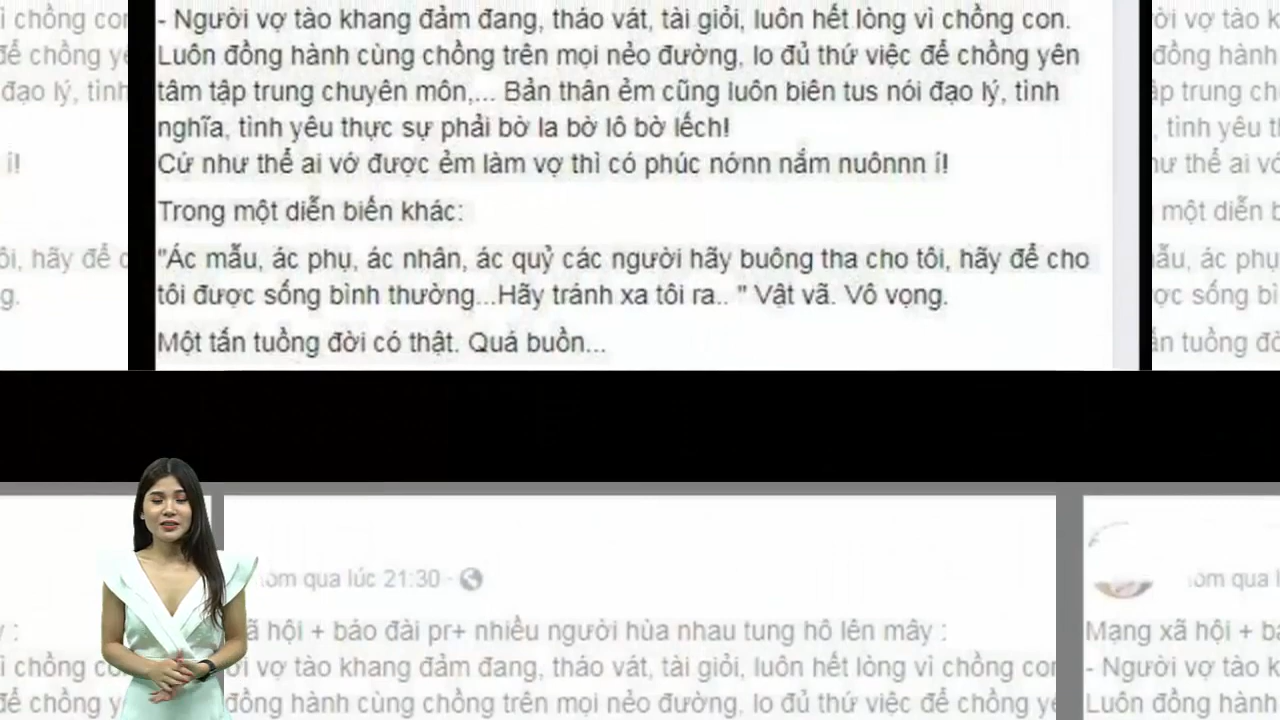 - Người vợ tào khang đảm đang, tháo vát, tài giỏi, luôn hết lòng vì chồng con.
Luôn đồng hành cùng chồng trên mọi nẻo đường, lo đủ thứ việc để chồng yên
tâm tập trung chuyên môn,... Bản thân ẻm cũng luôn biên tus nói đạo lý, tình
nghĩa, tình yêu thực sự phải bờ la bờ lô bờ lếch!
Cứ như thể ai vớ được ẻm làm vợ thì có phúc nớnn nắm nuônnn í!
Trong một diễn biến khác:
"Ác mẫu, ác phụ, ác nhân, ác quỷ các người hãy buông tha cho tôi, hãy để cho
tôi được sống bình thường...Hãy tránh xa tôi ra.. " Vật vã. Vô vọng.
Một tấn tuồng đời có thật. Quá buồn...
qua lúc 21:30 ·
hội + báo đài pr+ nhiều người hùa nhau tung hô lên mây :
vợ tào khang đảm đang, tháo vát, tài giỏi, luôn hết lòng vì chồng
đồng hành cùng chồng trên mọi nẻo đường, lo đủ thứ việc để chồng
Mạng xã hội +
- Người vợ tào
Luôn đồng hành